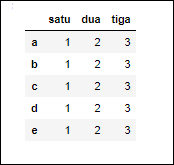 satu dua tiga
a 1 2 3
b 1 2 3
c 1 2 3
d 1 2 3
e 1 2 3